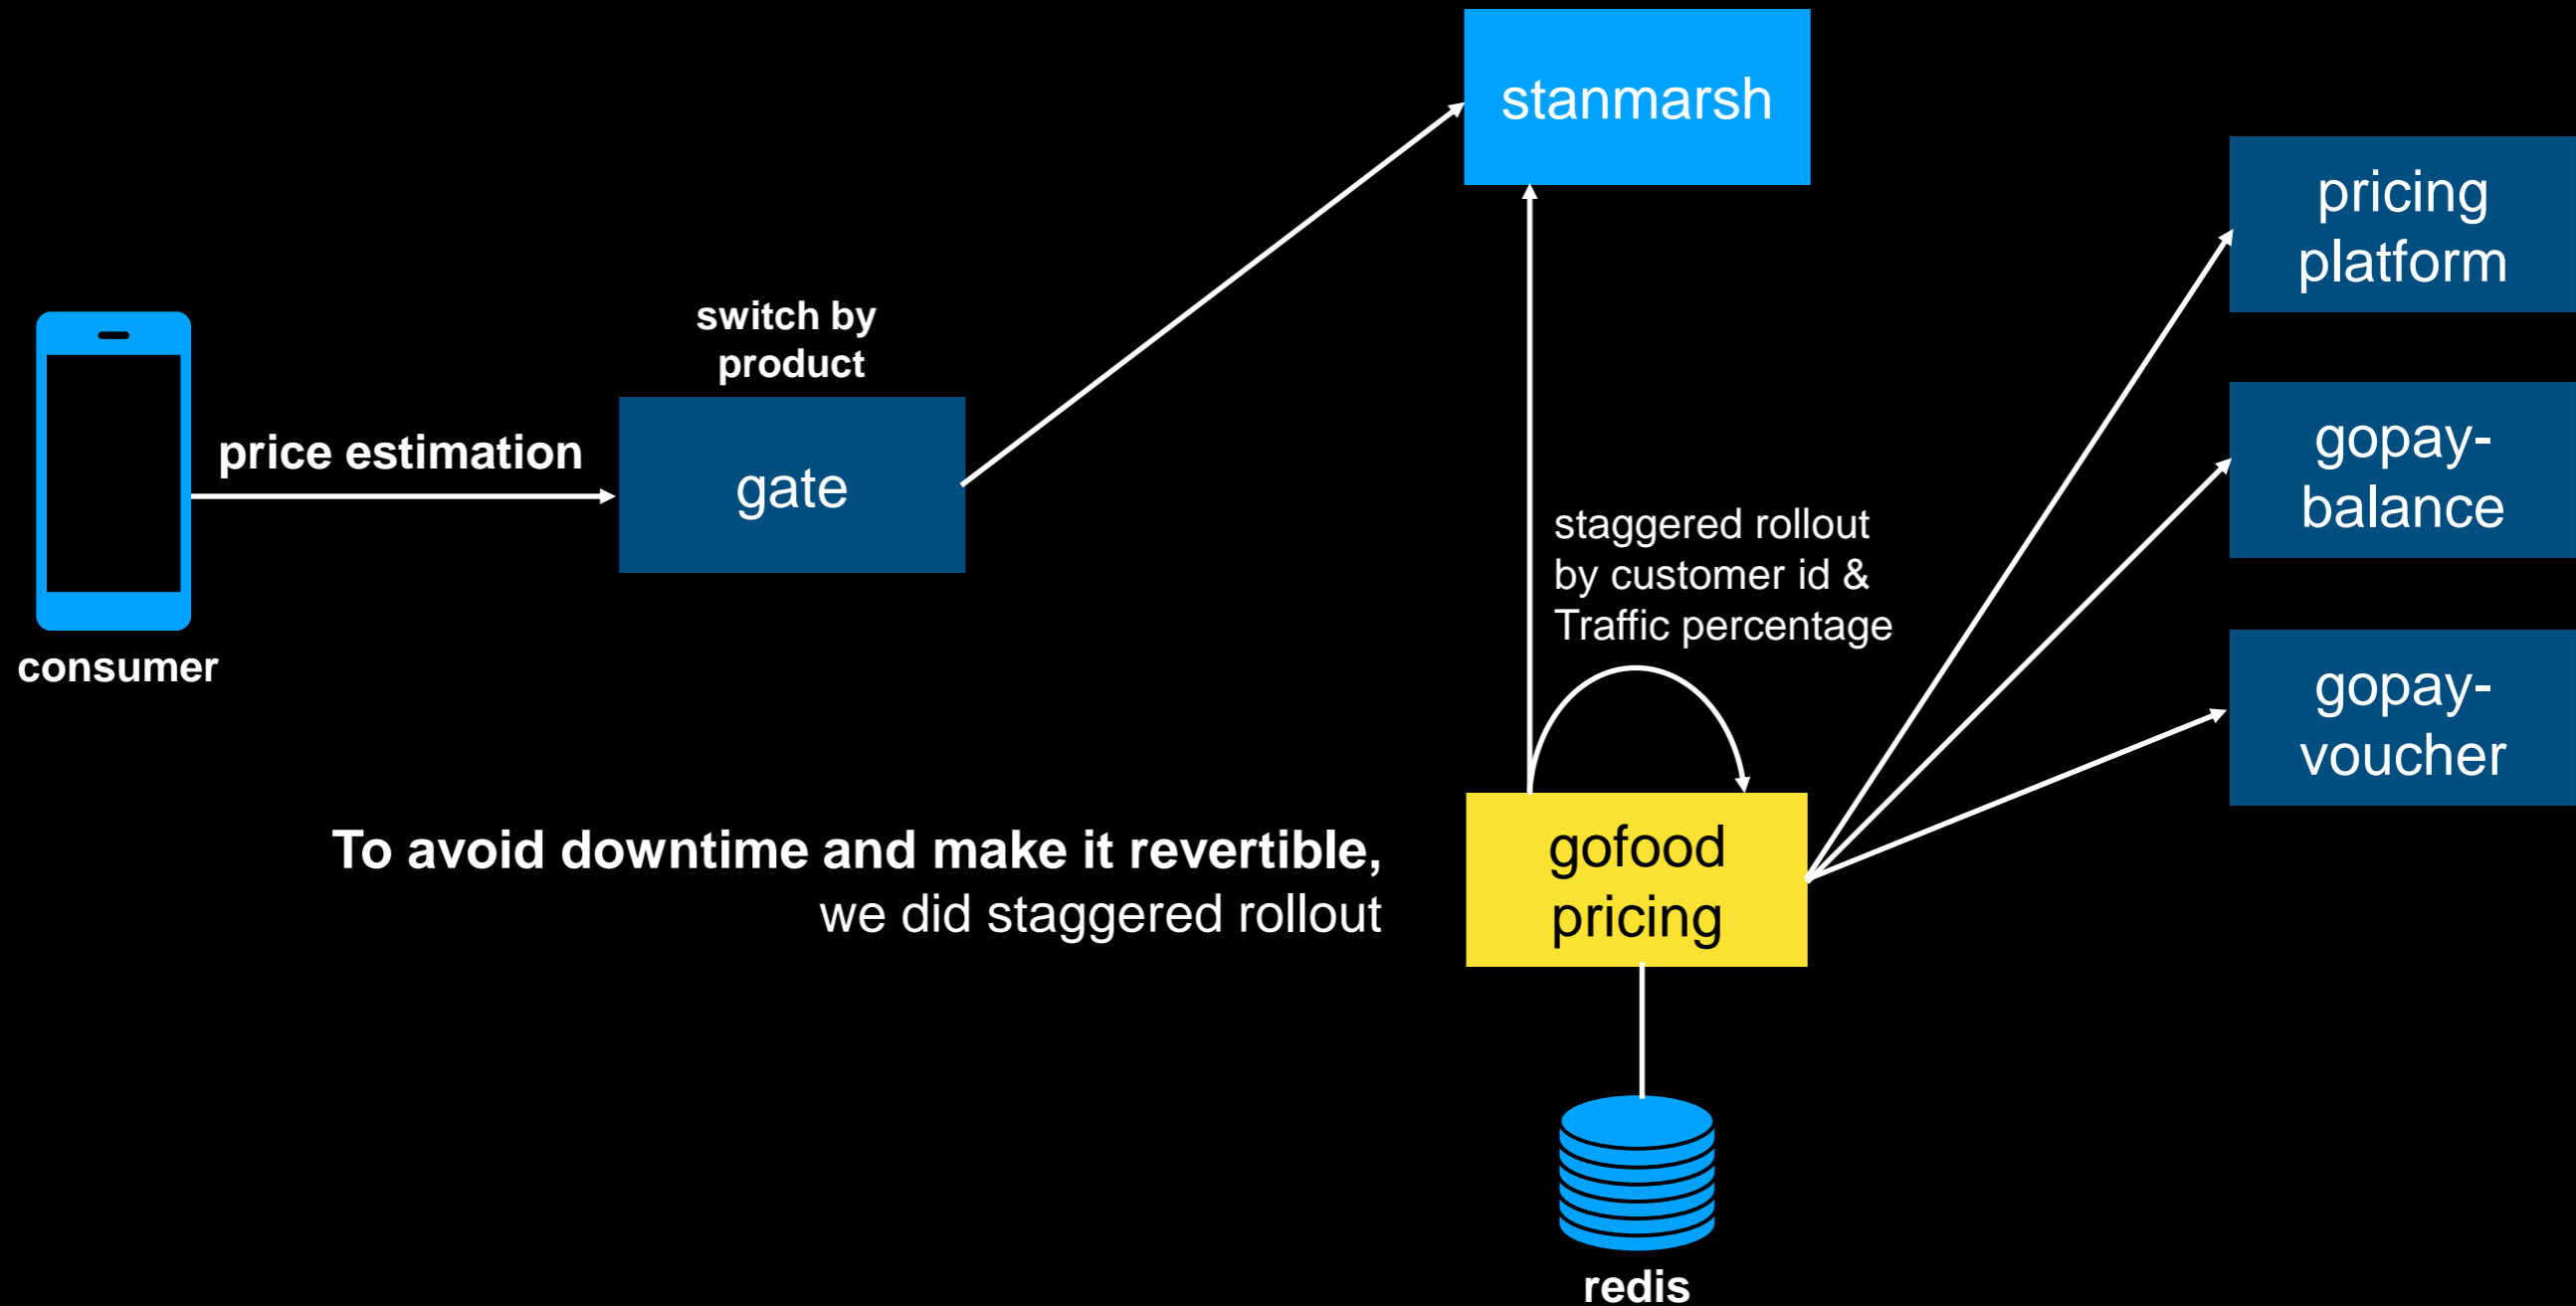 stanmarsh
pricing
platform
switch by
product
price estimation
gate
gopay-
balance
staggered rollout
by customer id &
Traffic percentage
consumer
gopay-
voucher
To avoid downtime and make it revertible,
we did staggered rollout
gofood
pricing
redis